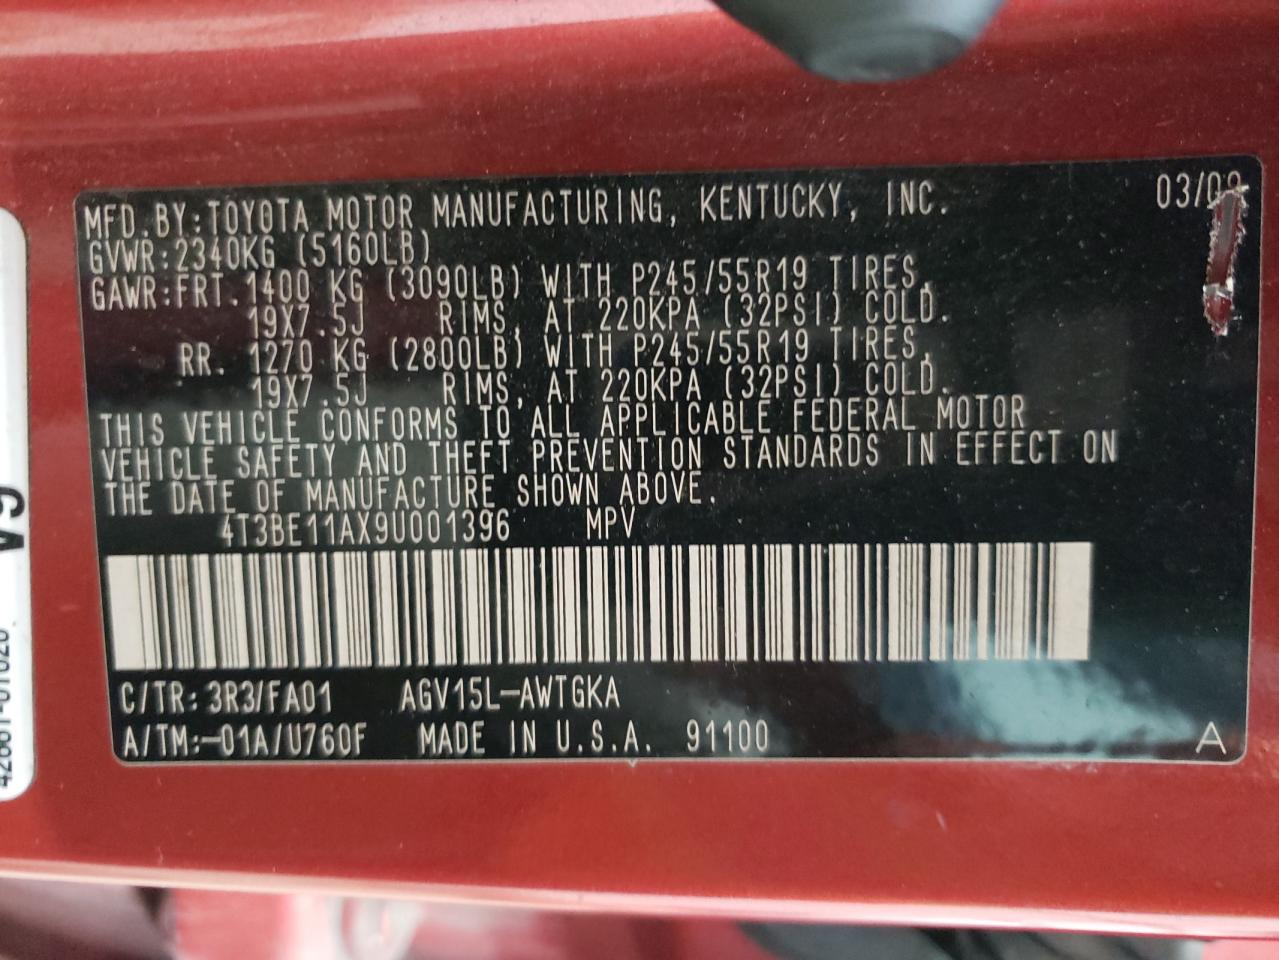 MFD.BY:TOYOTA MOTOR MANUFACTURING, KENTUCKY, INC. 03/09
GVWR:2340KG (5160LB)
GAWR:FRT.1400 KG (3090LB) WITH P245/55R19 TIRES,
19X7.5J RIMS, AT 220KPA (32PSI) COLD.
RR. 1270 KG (2800LB) WITH P245/55R19 TIRES,
19X7.5J RIMS, AT 220KPA (32PSI) COLD.
THIS VEHICLE CONFORMS TO ALL APPLICABLE FEDERAL MOTOR
VEHICLE SAFETY AND THEFT PREVENTION STANDARDS IN EFFECT ON
THE DATE OF MANUFACTURE SHOWN ABOVE.
4T3BE11AX9U001396 MPV
C/TR:3R3/FA01 AGV15L-AWTGKA
A/TM:-01A/U760F MADE IN U.S.A. 91100 A